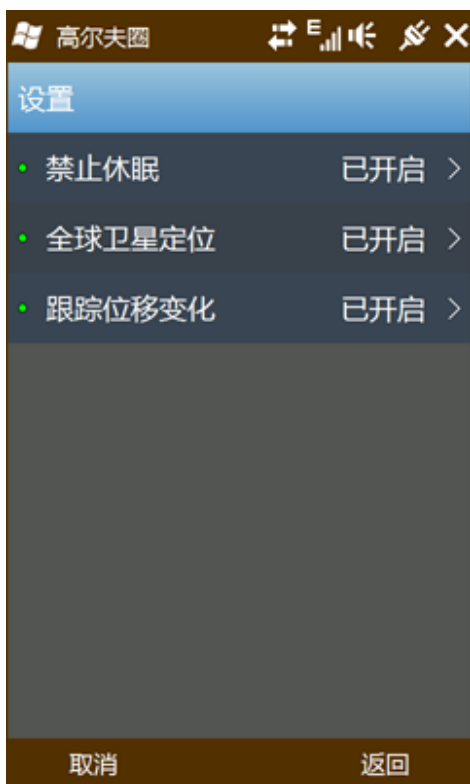 高尔夫圈 E
设置
禁止休眠 已开启
全球卫星定位 已开启
跟踪位移变化 已开启
取消 返回